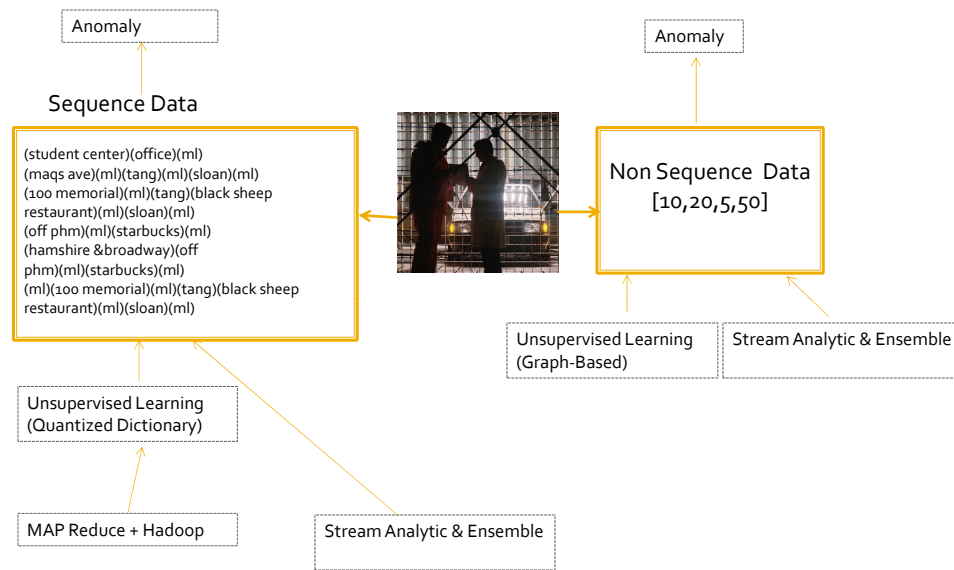 Anomaly
Anomaly
Sequence Data
(student center)(office)(ml)
(maqs ave)(ml)(tang)(ml)(sloan)(ml)
(100 memorial)(ml)(tang)(black sheep
restaurant)(ml)(sloan)(ml)
(off phm)(ml)(starbucks)(ml)
(hamshire &broadway)(off
phm)(ml)(starbucks)(ml)
(ml)(100 memorial)(ml)(tang)(black sheep
restaurant)(ml)(sloan)(ml)
Non Sequence Data
[10,20,5,50]
Unsupervised Learning
(Graph-Based)
Stream Analytic & Ensemble
Unsupervised Learning
(Quantized Dictionary)
MAP Reduce + Hadoop
Stream Analytic & Ensemble